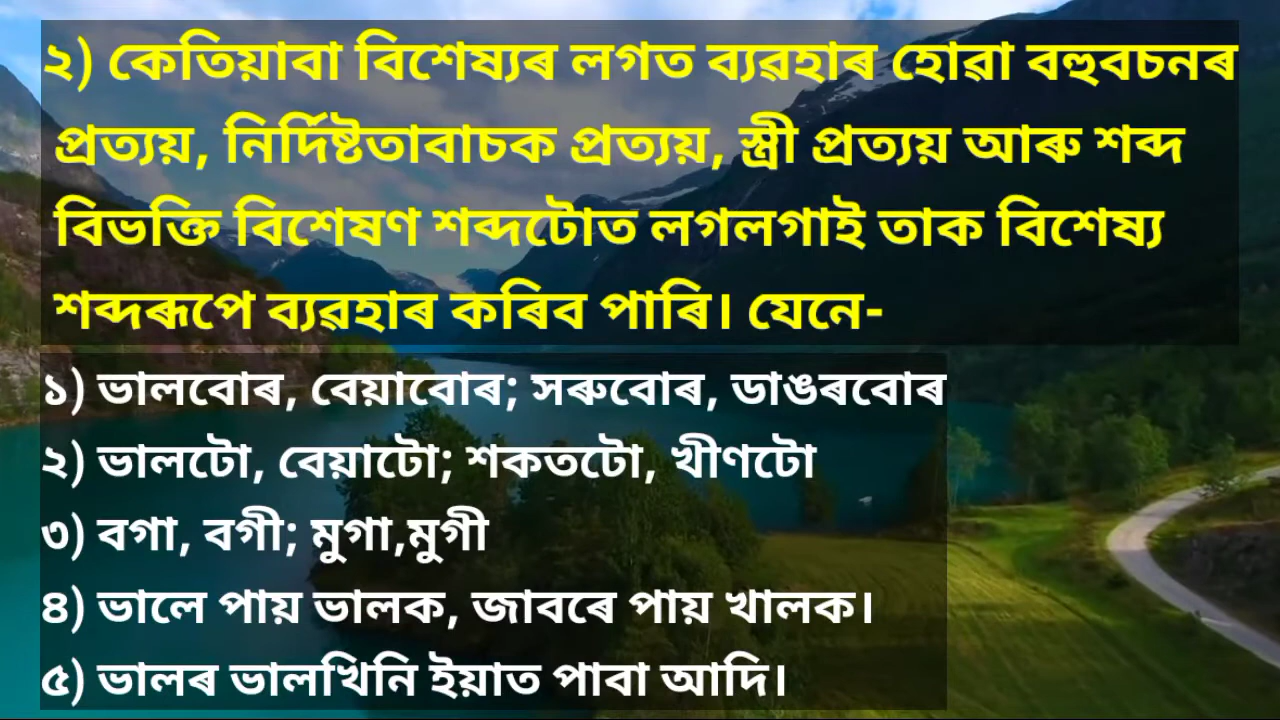 ২) কেতিয়াবা বিশেষ্যৰ লগত ব্যৱহাৰ হোৱা বহুবচনৰ
প্ৰত্যয়, নিৰ্দিষ্টতাবাচক প্ৰত্যয়, স্ত্ৰী প্ৰত্যয় আৰু শব্দ
বিভক্তি বিশেষণ শব্দটোত লগলগাই তাক বিশেষ্য
শব্দৰূপে ব্যৱহাৰ কৰিব পাৰি। যেনে-
১) ভালবোৰ, বেয়াবোৰ; সৰুবোৰ, ডাঙৰবোৰ
২) ভালটো, বেয়াটো; শকতটো, খীণটো
৩) বগা, বগী; মুগা,মুগী
৪) ভালে পায় ভালক, জাবৰে পায় খালক।
৫) ভালৰ ভালখিনি ইয়াত পাবা আদি।